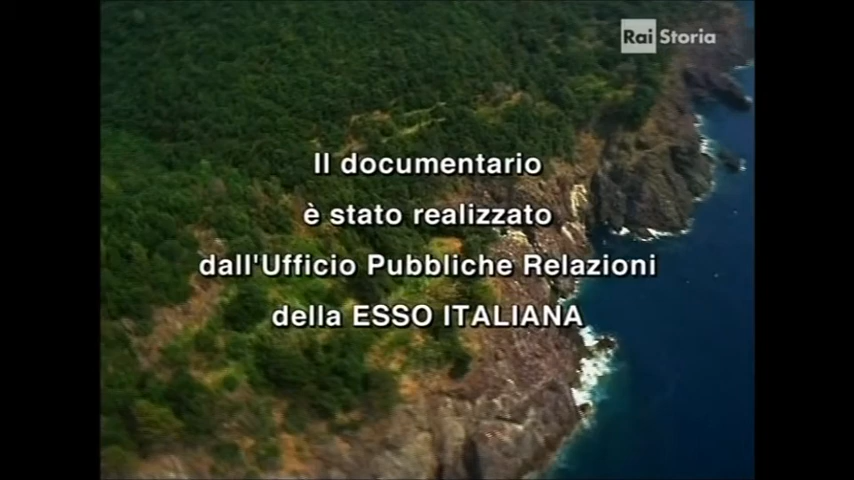 Rai Storia
Il documentario
è stato realizzato
dall'Ufficio Pubbliche Relazioni
della ESSO ITALIANA